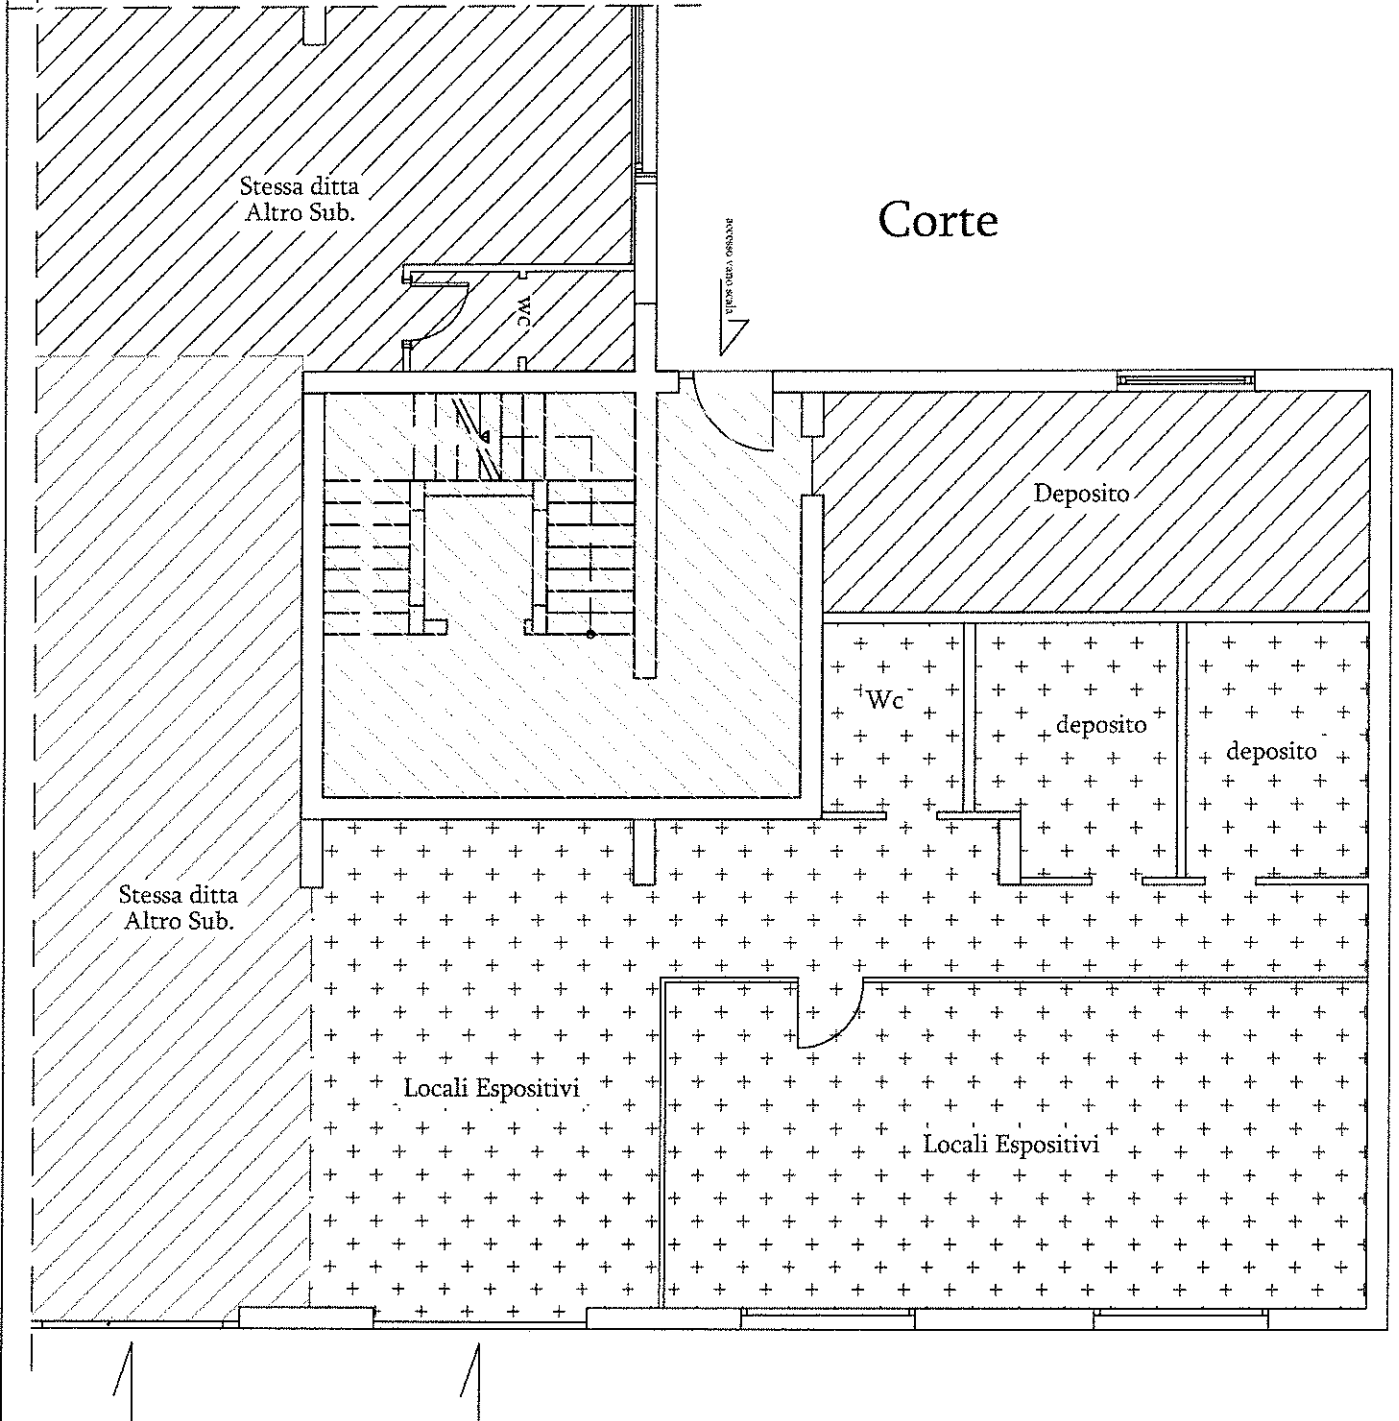 Stessa ditta
Altro Sub.
Corte
accesso vano scala
Wc
Deposito
Wc
deposito
deposito
Stessa ditta
Altro Sub.
Locali Espositivi
Locali Espositivi